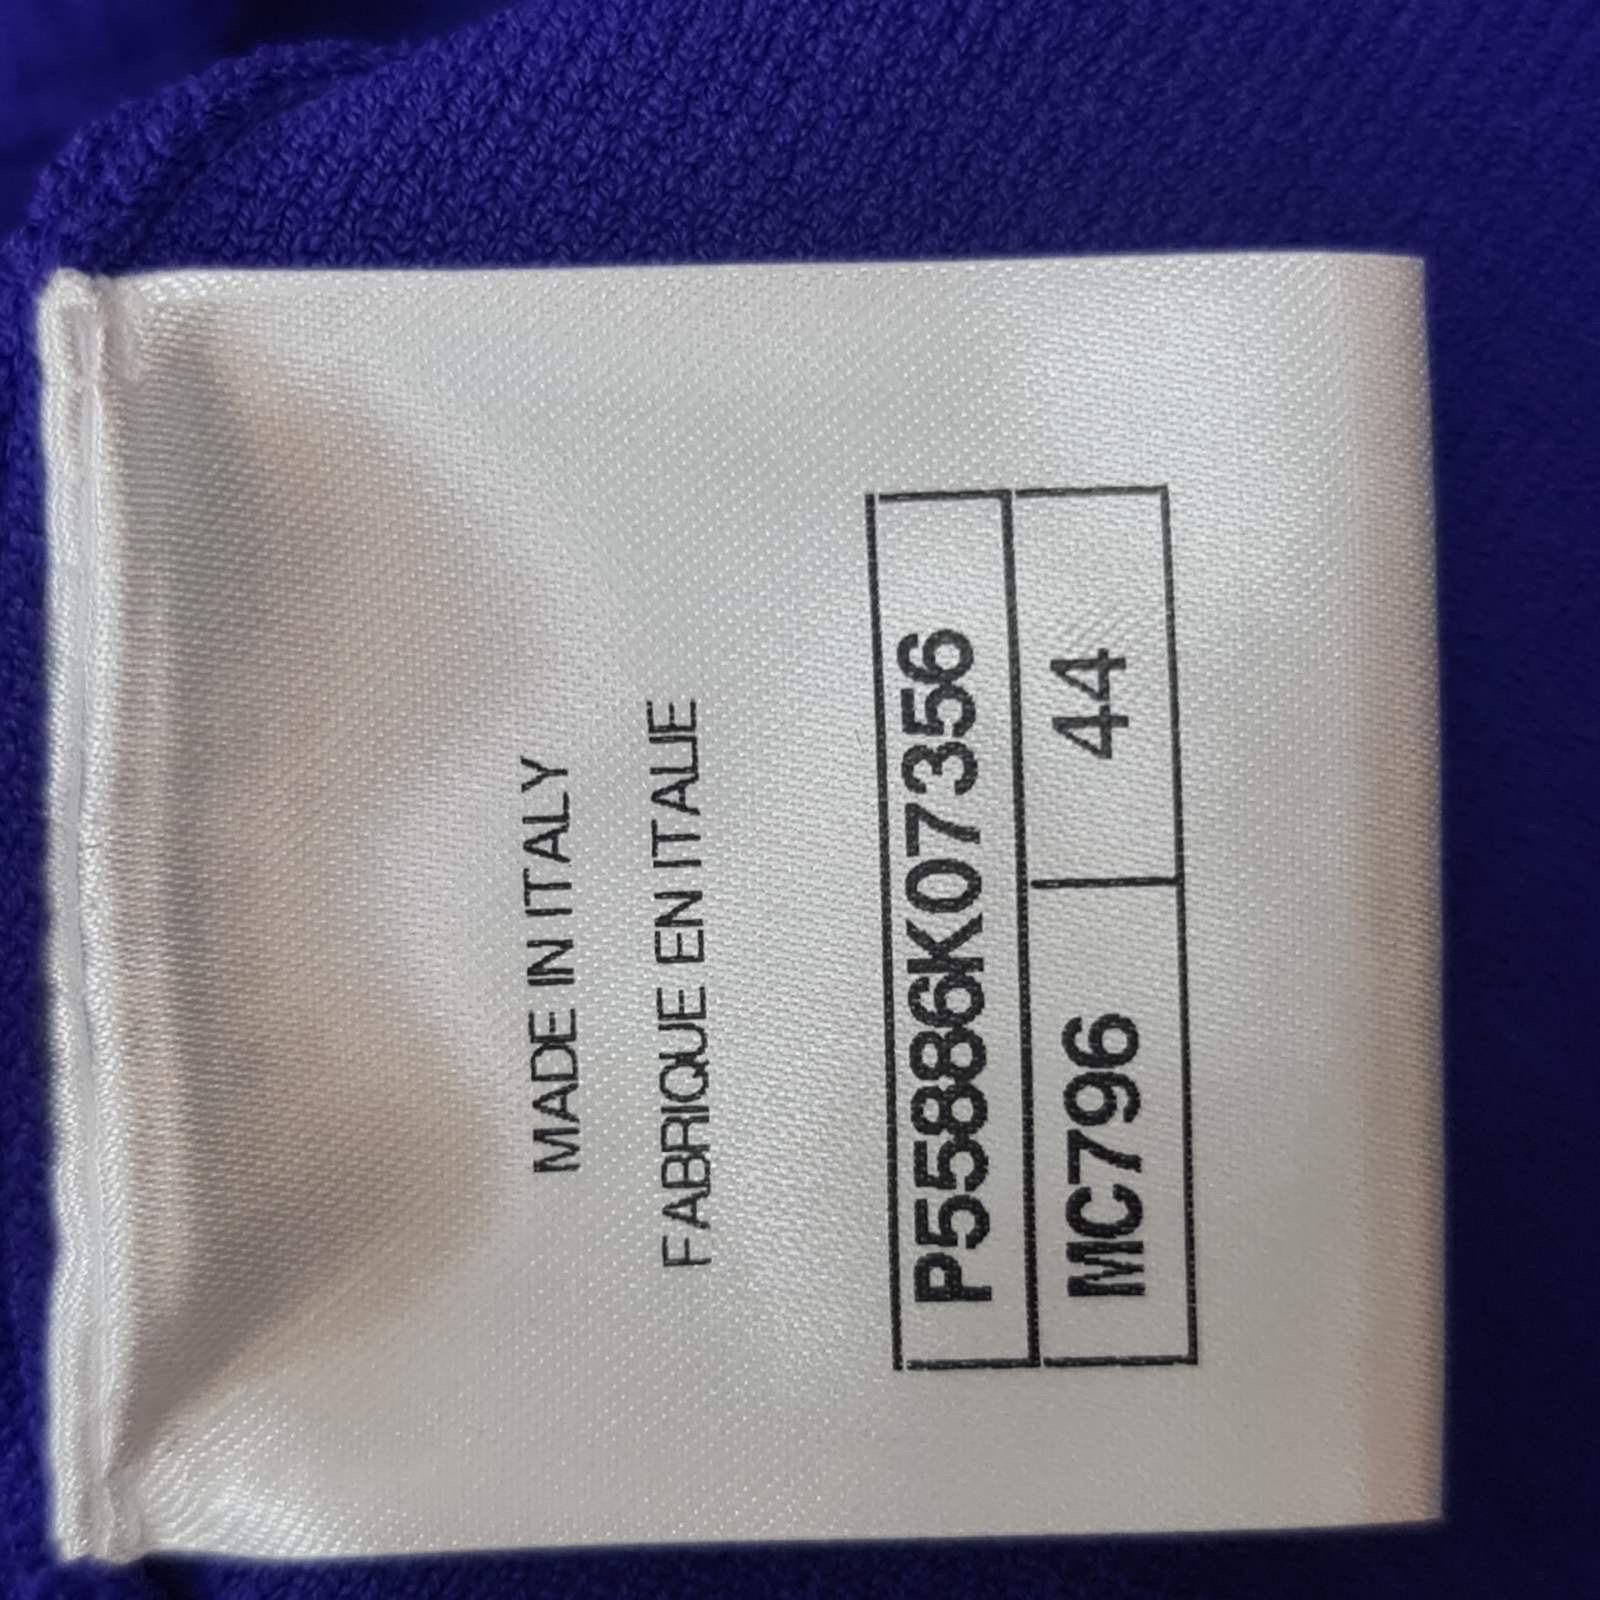 MADE IN ITALY
FABRIQUE EN ITALIE
P55886K07356
MC796 44